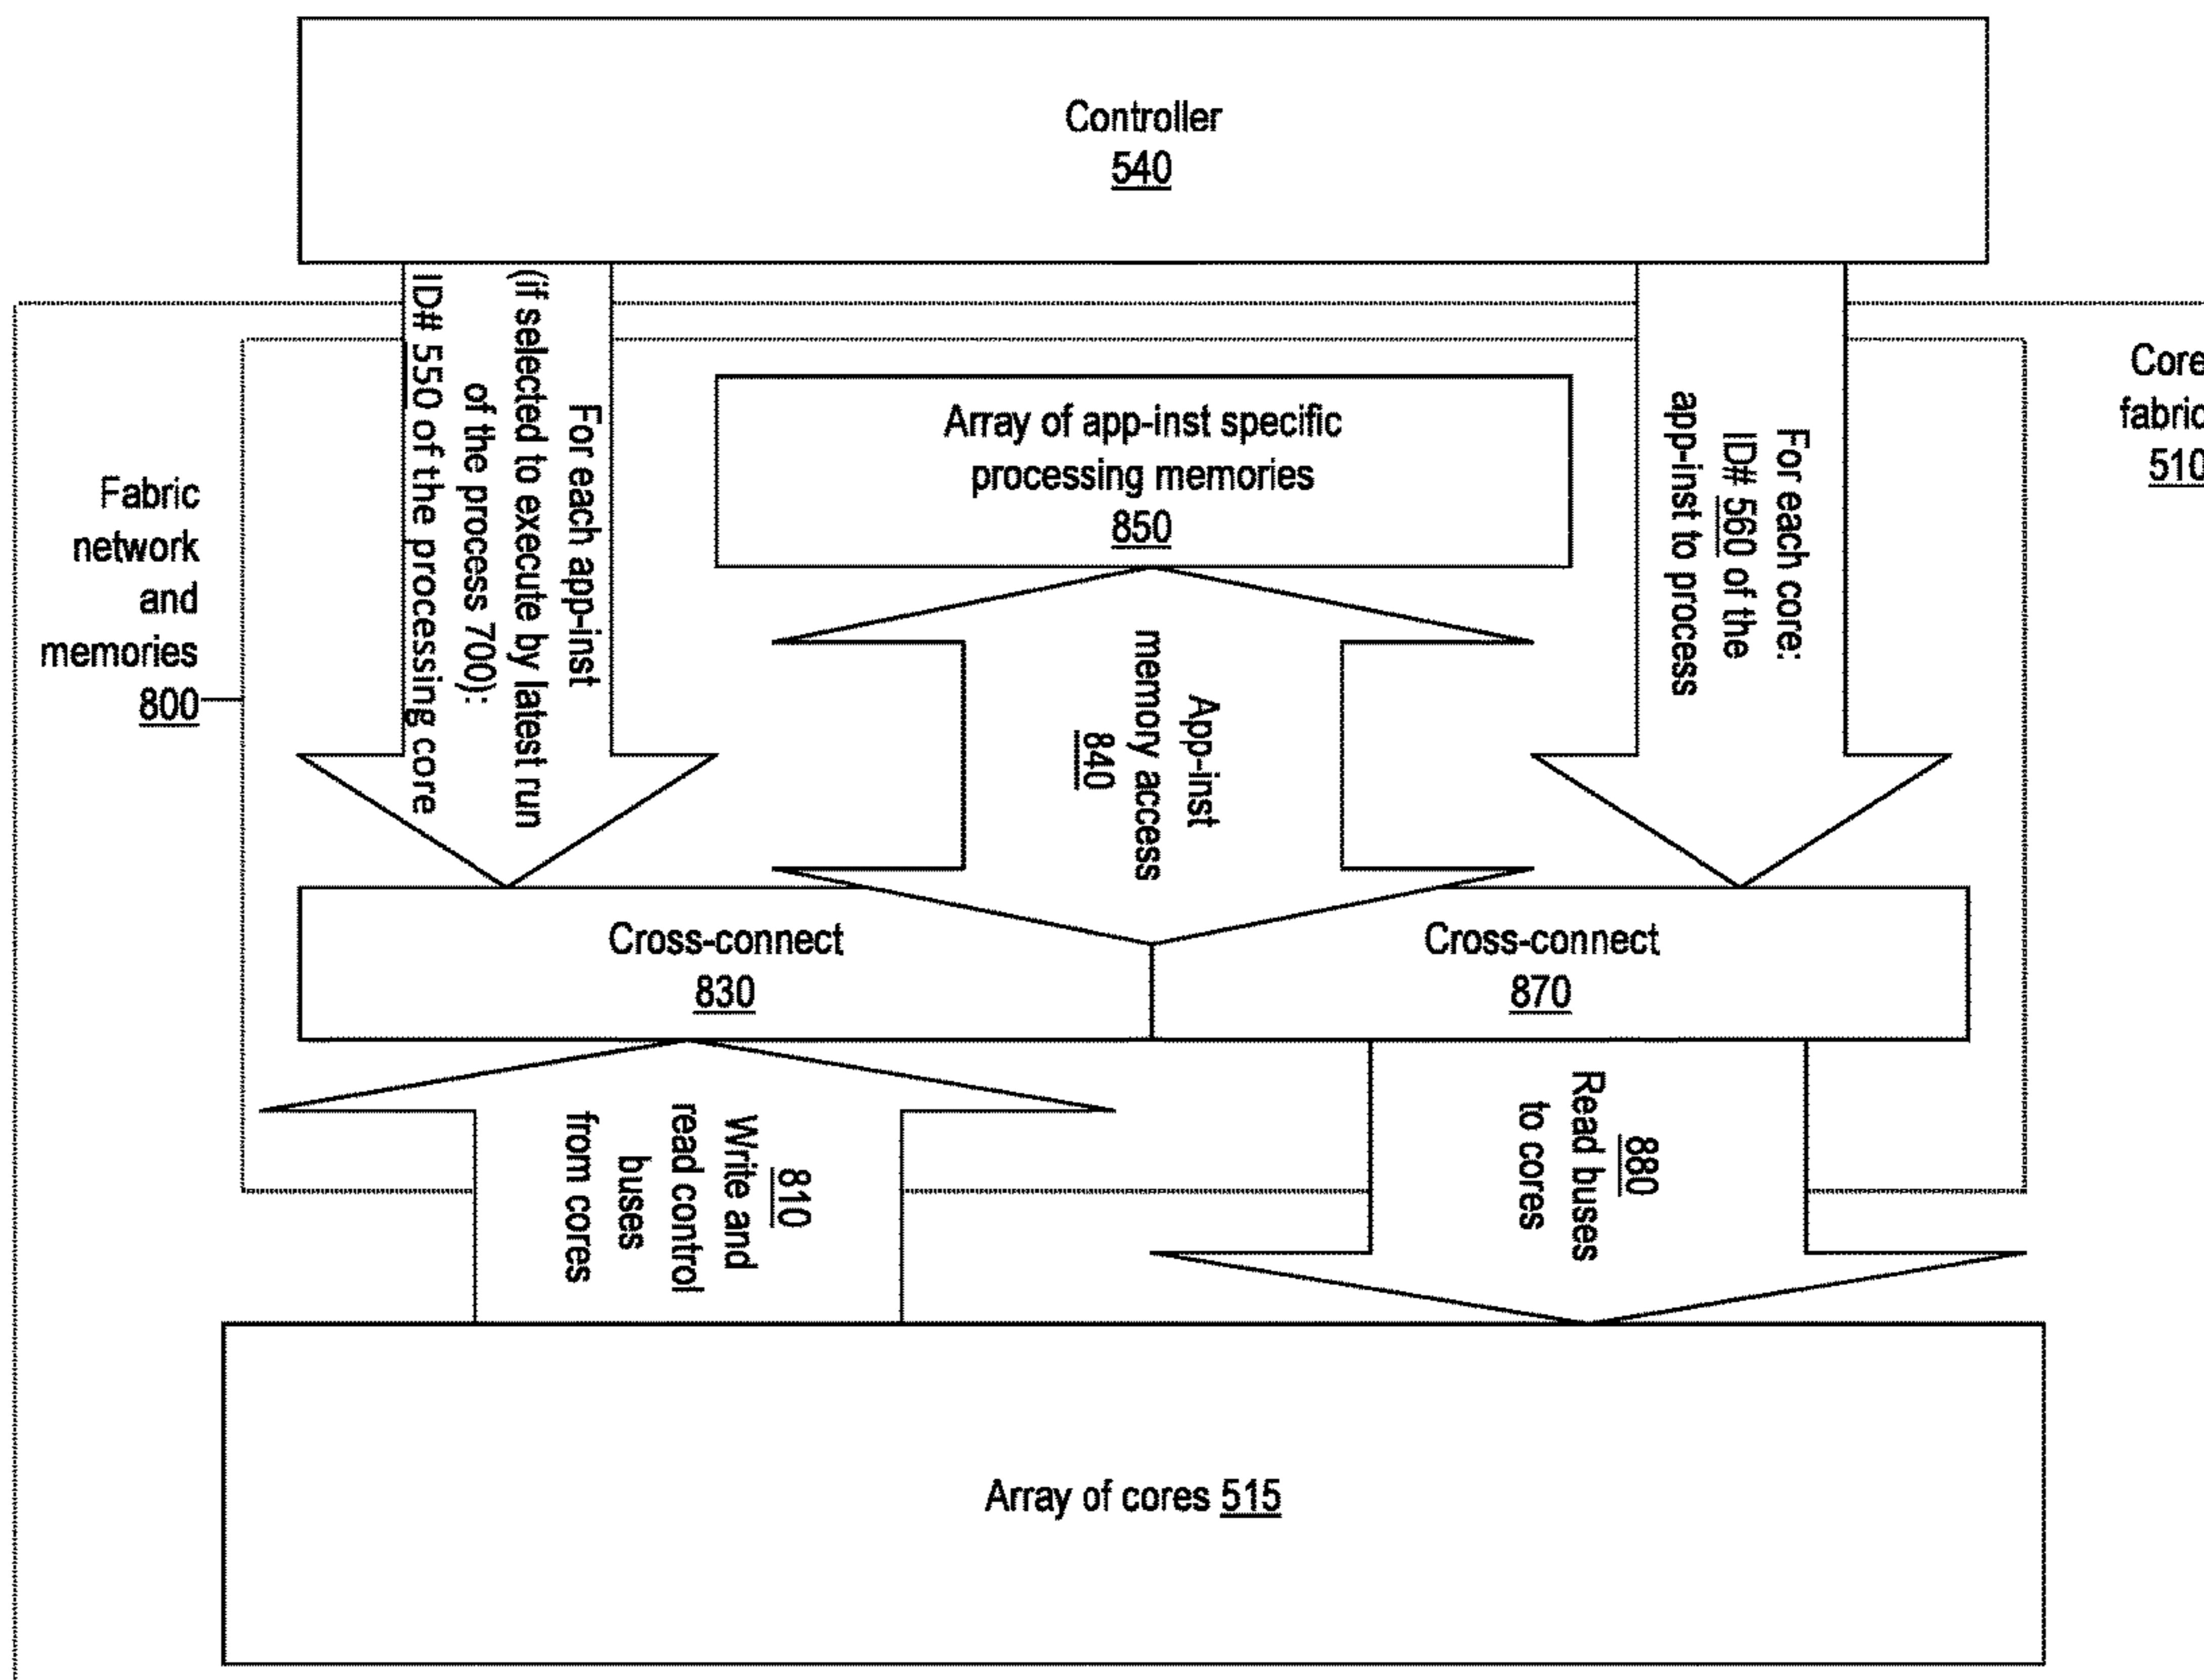 Controller
540
For each app-inst
(if selected to execute by latest run
of the process 700):
ID# 550 of the processing core
Array of app-inst specific
processing memories
850
For each core:
ID# 560 of the
app-inst to process
Core
fabric
510
Fabric
network
and
memories
800
App-inst
memory access
840
Cross-connect
830
Cross-connect
870
810
Write and
read control
buses
from cores
880
Read buses
to cores
Array of cores 515